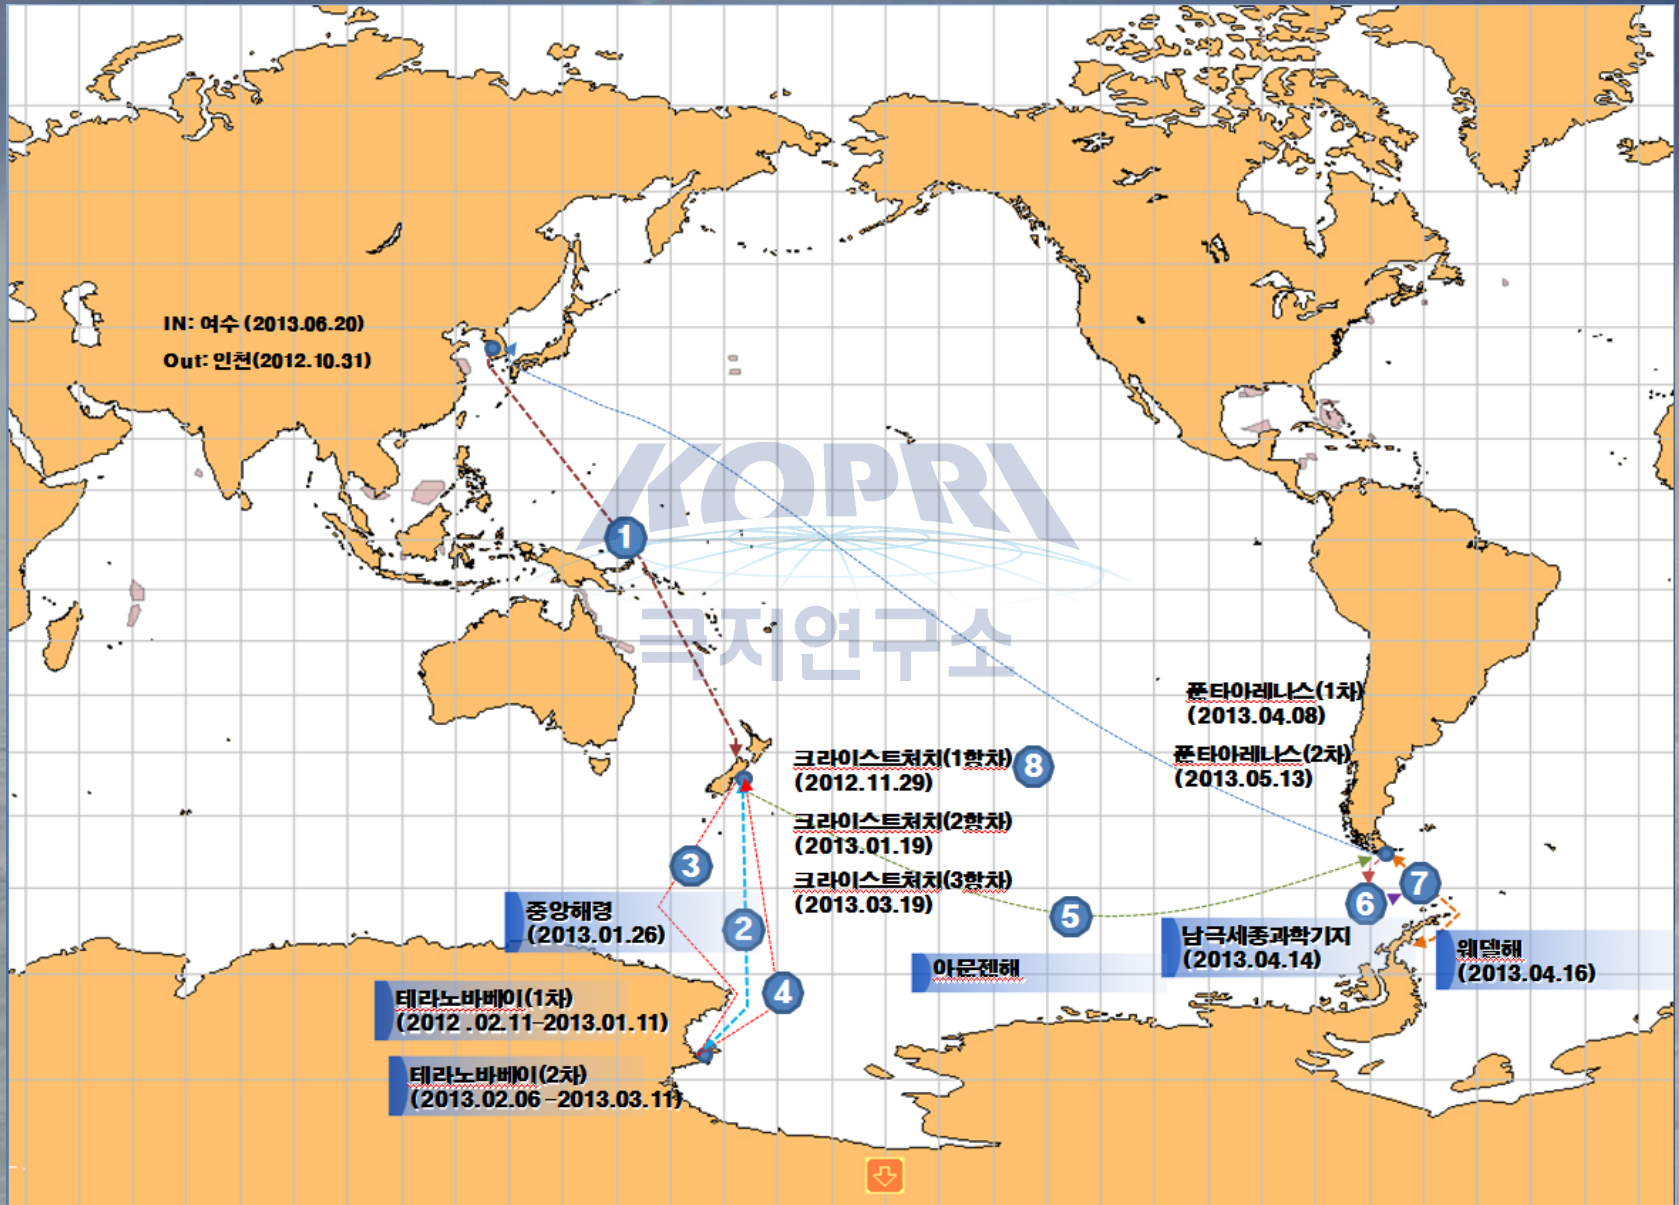 IN: 여수 (2013.06.20)
Out: 인천(2012.10.31)
KOPRI
극지연구소
1
푼타아레나스(1차)
(2013.04.08)
푼타아레나스(2차)
(2013.05.13)
크라이스트처치(1항차)
(2012.11.29)
8
크라이스트처치(2항차)
(2013.01.19)
크라이스트처치(3항차)
(2013.03.19)
3
2
4
5
6
7
중앙해령
(2013.01.26)
남극세종과학기지
(2013.04.14)
웨델해
(2013.04.16)
아문젠해
테라노바베이(1차)
(2012 .02.11-2013.01.11)
테라노바베이(2차)
(2013.02.06 -2013.03.11)